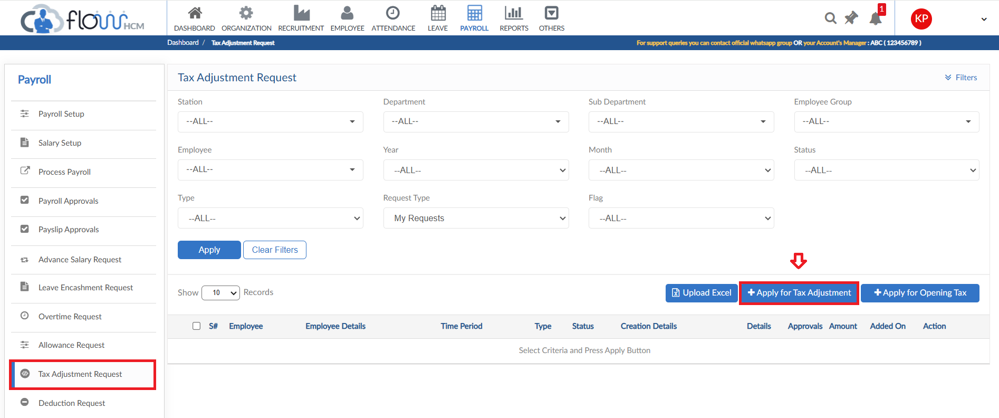 flow HCM
DASHBOARD ORGANIZATION RECRUITMENT EMPLOYEE ATTENDANCE LEAVE PAYROLL REPORTS OTHERS
1
KP
Dashboard / Tax Adjustment Request
For support queries you can contact official whatsapp group OR your Account's Manager : ABC ( 123456789 )
Payroll
Payroll Setup
Salary Setup
Process Payroll
Payroll Approvals
Payslip Approvals
Advance Salary Request
Leave Encashment Request
Overtime Request
Allowance Request
Tax Adjustment Request
Deduction Request
Tax Adjustment Request
Filters
Station Department Sub Department Employee Group
--ALL-- --ALL-- --ALL-- --ALL--
Employee Year Month Status
--ALL-- --ALL-- --ALL-- --ALL--
Type Request Type Flag
--ALL-- My Requests --ALL--
Apply Clear Filters
Show 10 Records
Upload Excel Apply for Tax Adjustment Apply for Opening Tax
S# Employee Employee Details Time Period Type Status Creation Details Details Approvals Amount Added On Action
Select Criteria and Press Apply Button